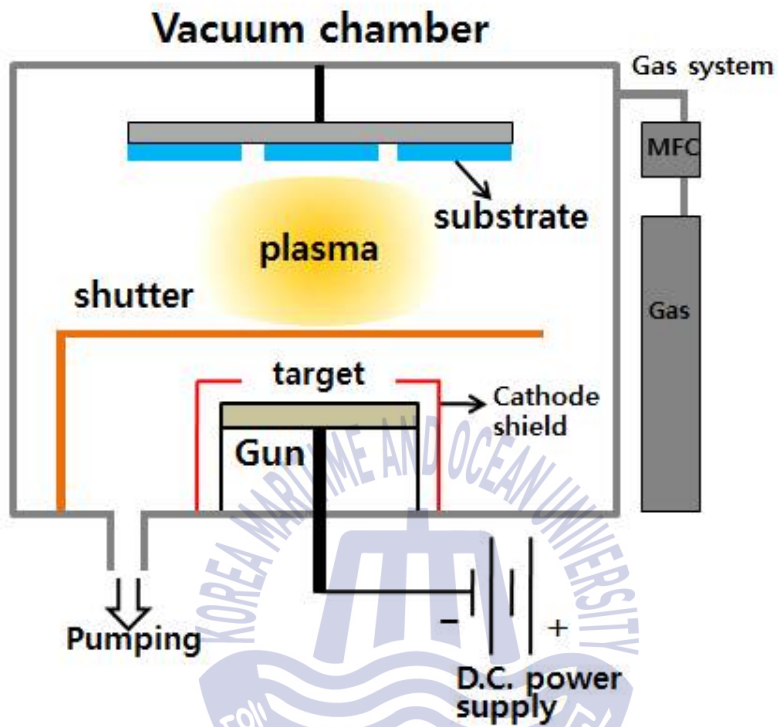 Vacuum chamber
Gas system
MFC
substrate
plasma
shutter
Gas
target
Cathode
shield
Gun
KOREA MARITIME AND OCEAN UNIVERSITY
Pumping
-
+
D.C. power
supply